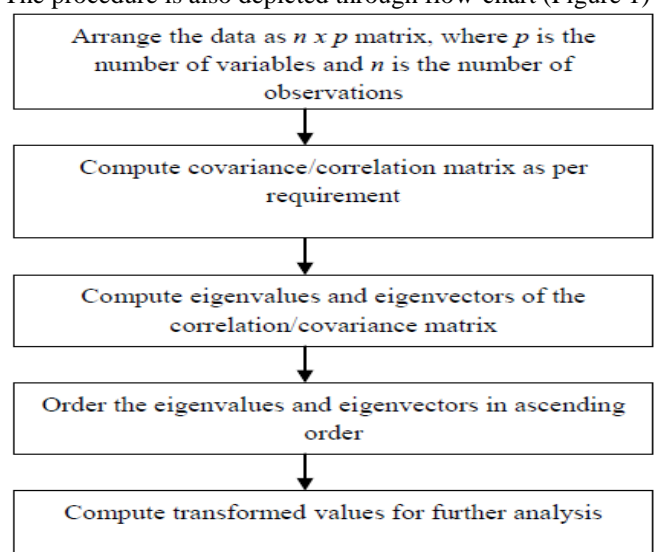 The procedure is also depicted through flow chart (Figure 1)
Arrange the data as n x p matrix, where p is the
number of variables and n is the number of
observations
Compute covariance/correlation matrix as per
requirement
Compute eigenvalues and eigenvectors of the
correlation/covariance matrix
Order the eigenvalues and eigenvectors in ascending
order
Compute transformed values for further analysis